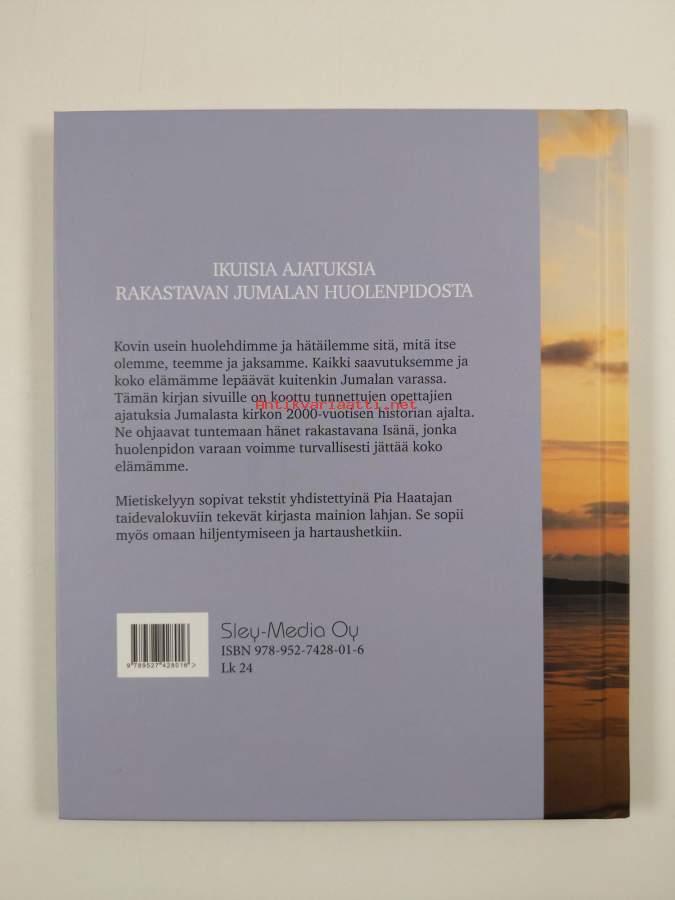 IKUISIA AJATUKSIA
RAKASTAVAN JUMALAN HUOLENPIDOSTA
Kovin usein huolehdimme ja hätäilemme sitä, mitä itse
olemme, teemme ja jaksamme. Kaikki saavutuksemme ja
koko elämämme lepäävät kuitenkin Jumalan varassa.
Tämän kirjan sivuille on koottu tunnettujen opettajien
Antikvariaatti.net
ajatuksia Jumalasta kirkon 2000-vuotisen historian ajalta.
Ne ohjaavat tuntemaan hänet rakastavana Isänä, jonka
huolenpidon varaan voimme turvallisesti jättää koko
elämämme.
Mietiskelyyn sopivat tekstit yhdistettyinä Pia Haatajan
taidevalokuviin tekevät kirjasta mainion lahjan. Se sopii
myös omaan hiljentymiseen ja hartaushetkiin.
Sley-Media Oy
ISBN 978-952-7428-01-6
Lk 24
9 789527 428016 >